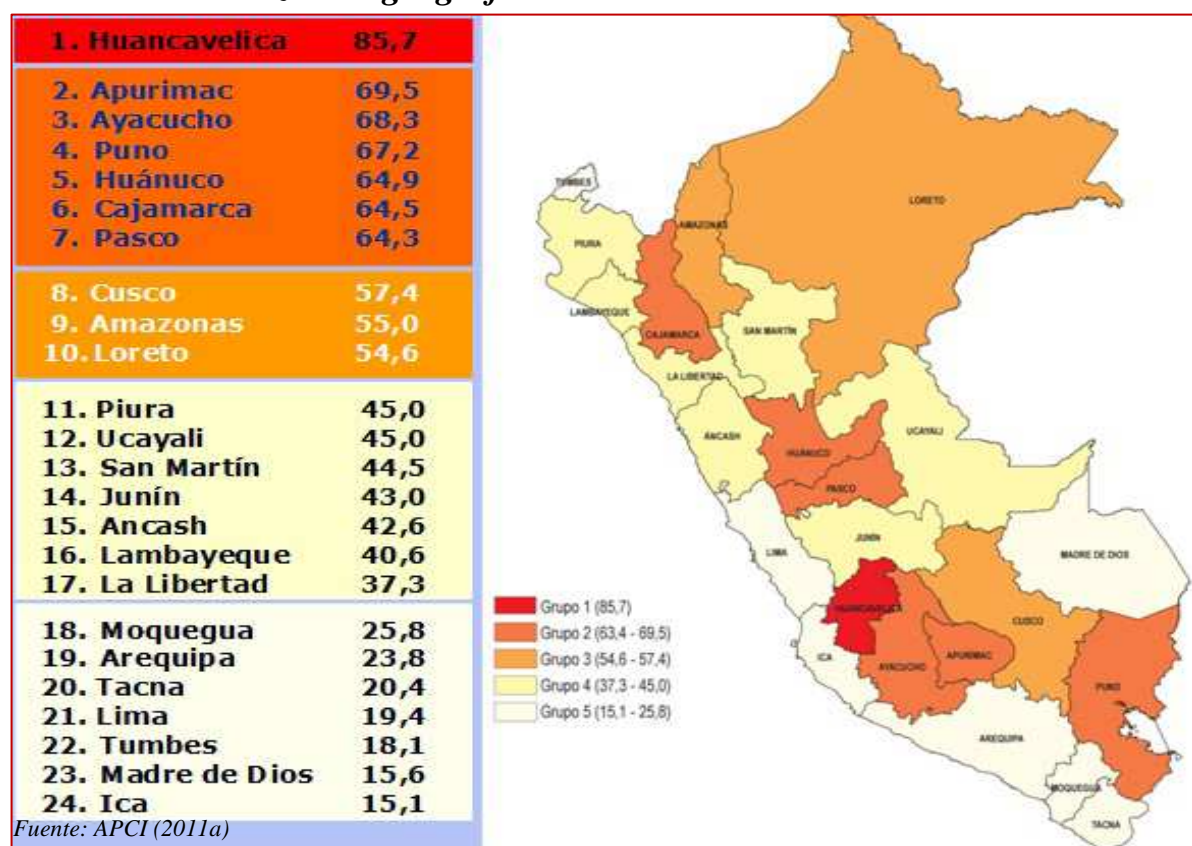 1. Huancavelica 85,7
2. Apurimac 69,5
3. Ayacucho 68,3
4. Puno 67,2
5. Huánuco 64,9
6. Cajamarca 64,5
7. Pasco 64,3
8. Cusco 57,4
9. Amazonas 55,0
10. Loreto 54,6
11. Piura 45,0
12. Ucayali 45,0
13. San Martín 44,5
14. Junín 43,0
15. Ancash 42,6
16. Lambayeque 40,6
17. La Libertad 37,3
18. Moquegua 25,8
19. Arequipa 23,8
20. Tacna 20,4
21. Lima 19,4
22. Tumbes 18,1
23. Madre de Dios 15,6
24. Ica 15,1
Fuente: APCI (2011a)
TUMBES
LORETO
AMAZONAS
PIURA
LAMBAYEQUE
CAJAMARCA
SAN MARTÍN
LA LIBERTAD
ÁNCASH
UCAYALI
HUÁNUCO
PASCO
JUNÍN
LIMA
MADRE DE DIOS
HUANCAVELICA
CUSCO
ICA
AYACUCHO
APURIMAC
PUNO
AREQUIPA
MOQUEGUA
TACNA
Grupo 1 (85,7)
Grupo 2 (63,4 - 69,5)
Grupo 3 (54,6 - 57,4)
Grupo 4 (37,3 - 45,0)
Grupo 5 (15,1 - 25,8)